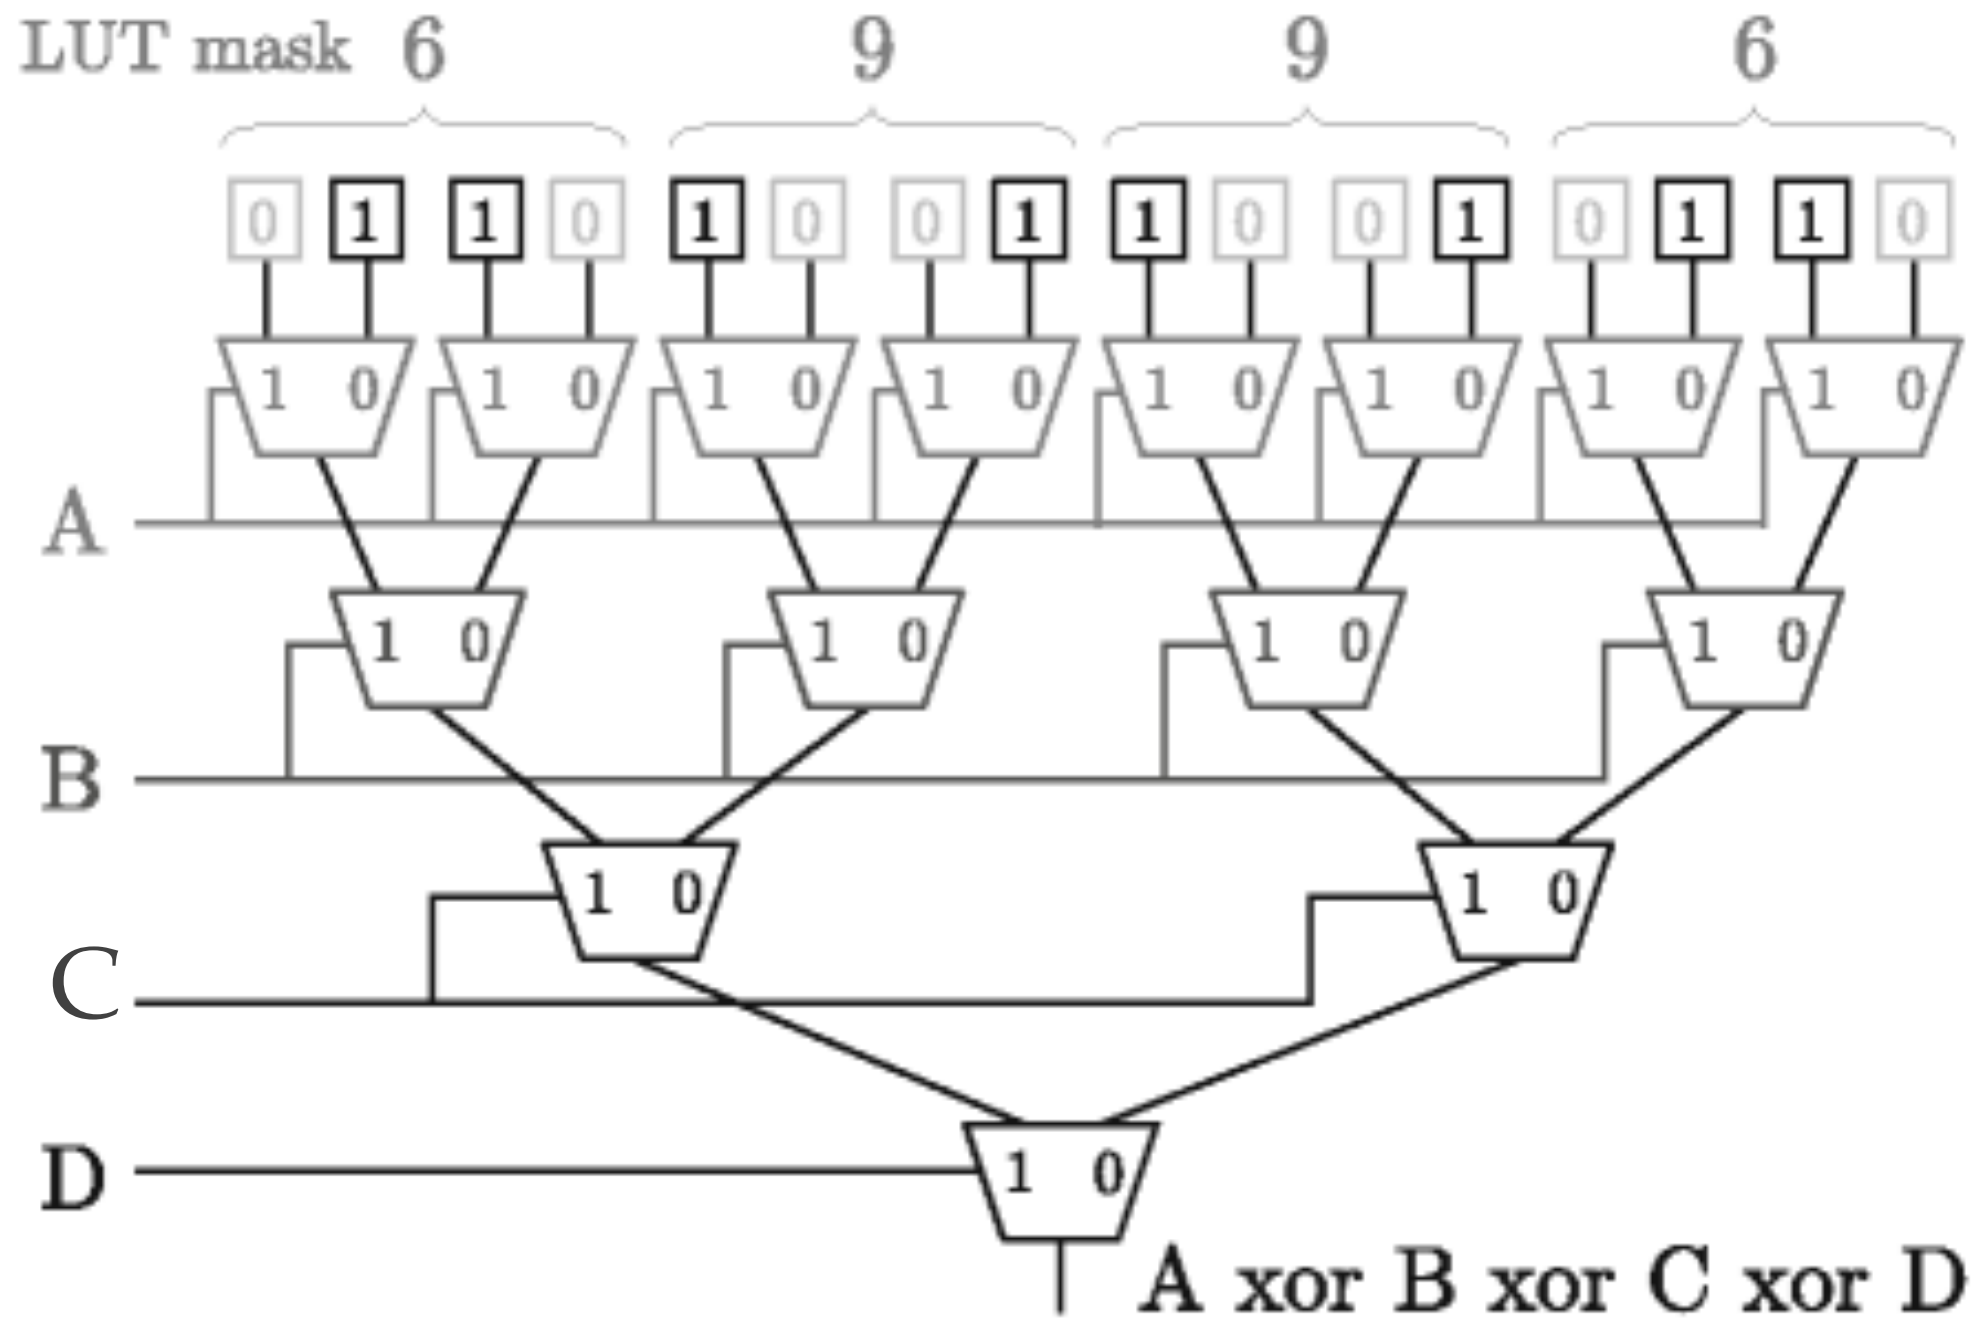 LUT mask 6 9 9 6
0 1 1 0 1 0 0 1 1 0 0 1 0 1 1 0
1 0 1 0 1 0 1 0 1 0 1 0 1 0 1 0
A
1 0 1 0 1 0 1 0
B
1 0 1 0
C
1 0
D
A xor B xor C xor D